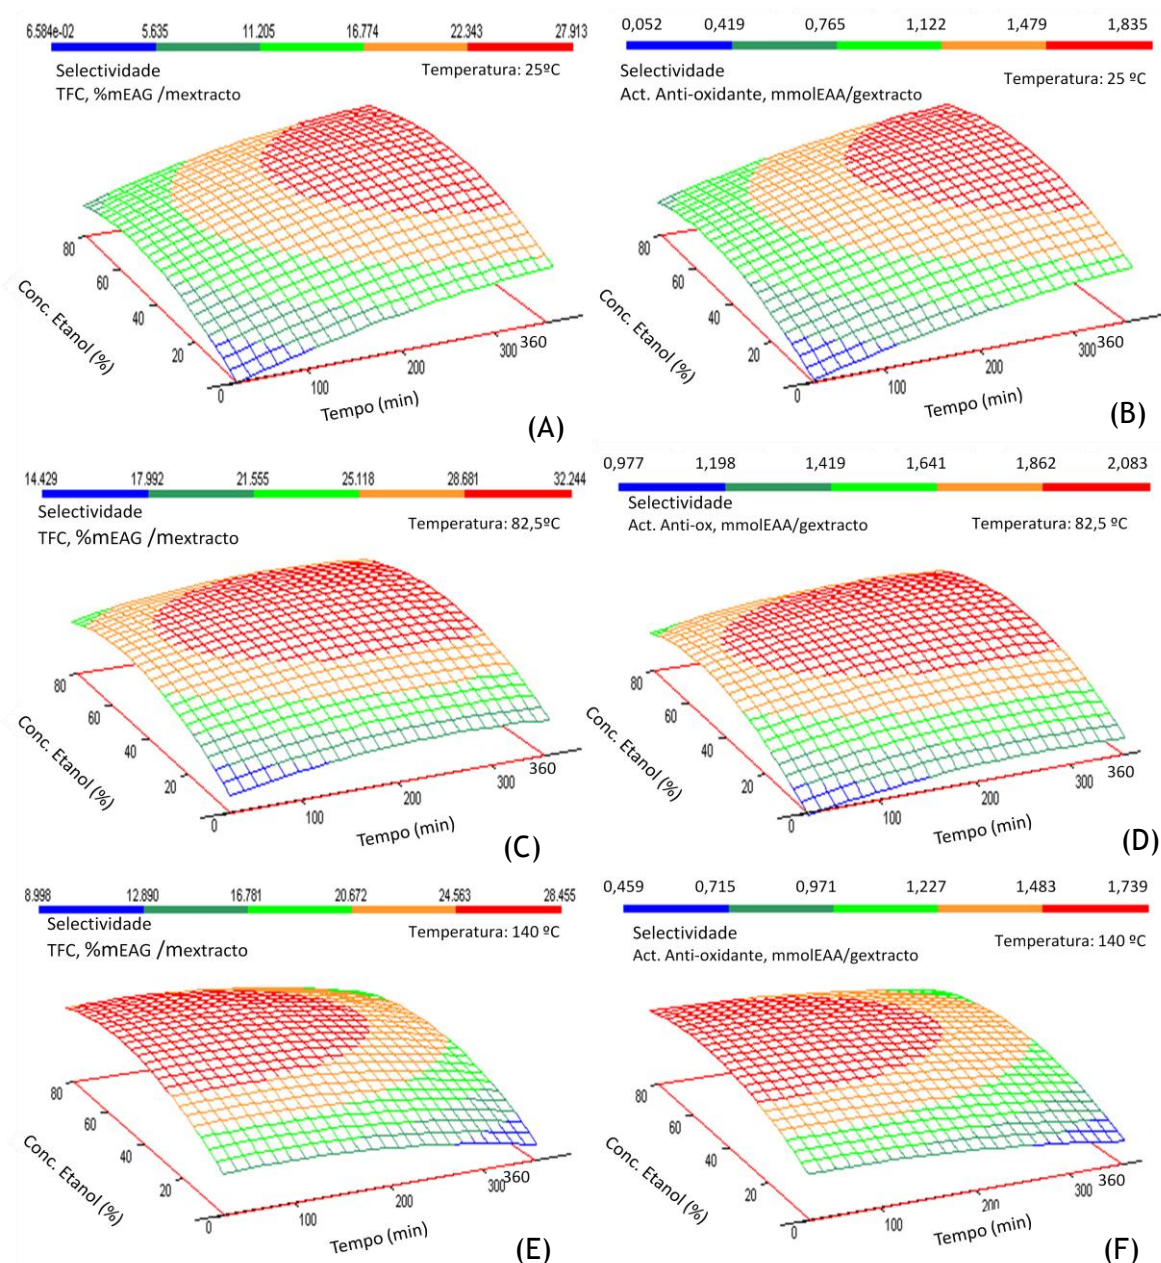 6.584e-02 5.635 11.205 16.774 22.343 27.913
Selectividade Temperatura: 25ºC
TFC, %mEAG /mextracto
80
60
40
20
0
100
200
300 360
Conc. Etanol (%)
Tempo (min)
(A)
0,052 0,419 0,765 1,122 1,479 1,835
Selectividade
Temperatura: 25 ºC
Act. Anti-oxidante, mmolEAA/gextracto
80
60
40
20
0
100
200
300 360
Conc. Etanol (%)
Tempo (min)
(B)
14.429 17.992 21.555 25.118 28.681 32.244
Selectividade
Temperatura: 82,5ºC
TFC, %mEAG /mextracto
80
60
40
20
0
100
200
300 360
Conc. Etanol (%)
Tempo (min)
(C)
0,977 1,198 1,419 1,641 1,862 2,083
Selectividade
Act. Anti-ox, mmolEAA/gextracto Temperatura: 82,5 ºC
80
60
40
20
0
100
200
300 360
Conc. Etanol (%)
Tempo (min)
(D)
8.998 12.890 16.781 20.672 24.563 28.455
Selectividade
Temperatura: 140 ºC
TFC, %mEAG /mextracto
80
60
40
20
0
100
200
300 360
Conc. Etanol (%)
Tempo (min)
(E)
0,459 0,715 0,971 1,227 1,483 1,739
Selectividade
Temperatura: 140 ºC
Act. Anti-oxidante, mmolEAA/gextracto
80
60
40
20
0
100
200
300 360
Conc. Etanol (%)
Tempo (min)
(F)